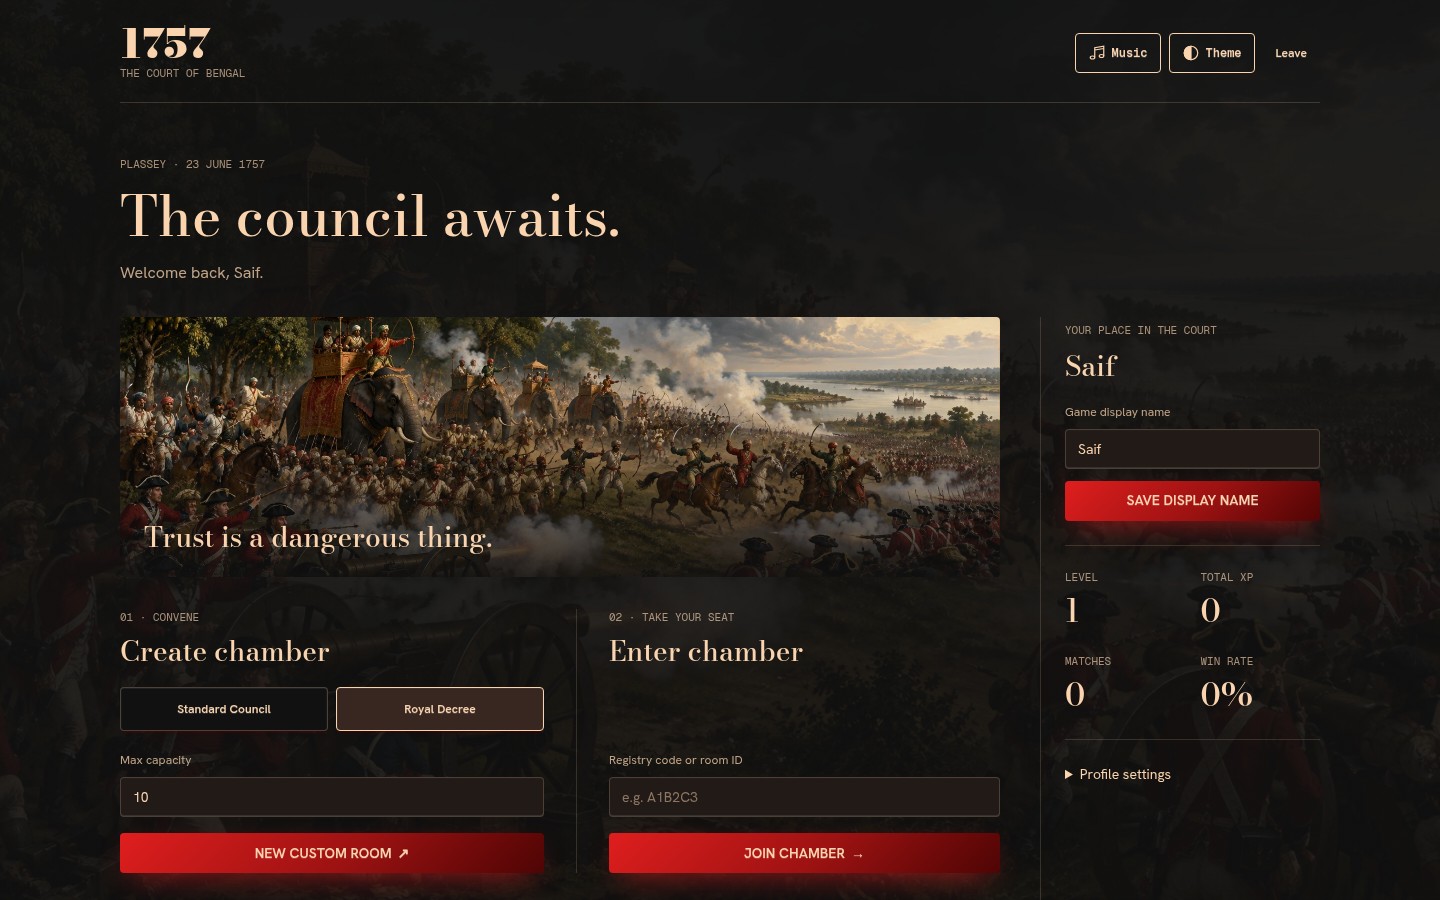 1757
THE COURT OF BENGAL
Music
Theme
Leave
PLASSEY · 23 JUNE 1757
The council awaits.
Welcome back, Saif.
Trust is a dangerous thing.
01 · CONVENE
Create chamber
Standard Council
Royal Decree
Max capacity
10
NEW CUSTOM ROOM ↗
02 · TAKE YOUR SEAT
Enter chamber
Registry code or room ID
e.g. A1B2C3
JOIN CHAMBER →
YOUR PLACE IN THE COURT
Saif
Game display name
Saif
SAVE DISPLAY NAME
LEVEL
1
TOTAL XP
0
MATCHES
0
WIN RATE
0%
▶ Profile settings